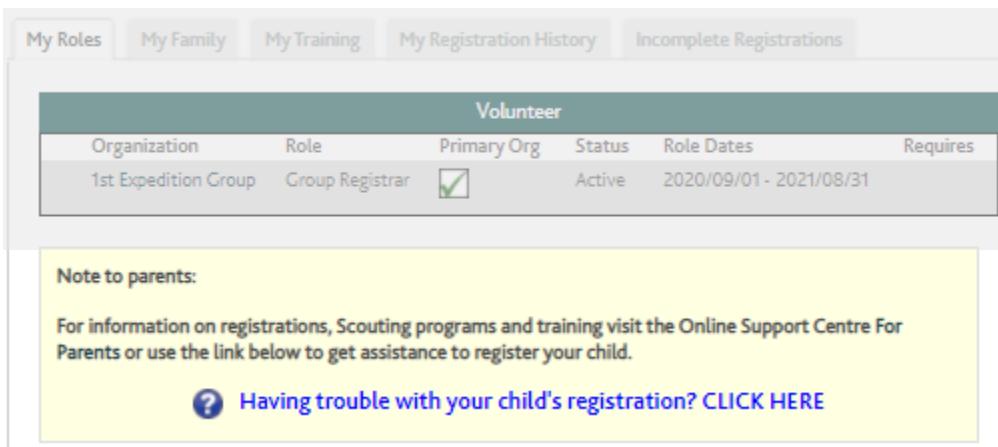 My Roles My Family My Training My Registration History Incomplete Registrations
Volunteer
Organization Role Primary Org Status Role Dates Requires
1st Expedition Group Group Registrar Active 2020/09/01 - 2021/08/31
Note to parents:
For information on registrations, Scouting programs and training visit the Online Support Centre For
Parents or use the link below to get assistance to register your child.
? Having trouble with your child's registration? CLICK HERE